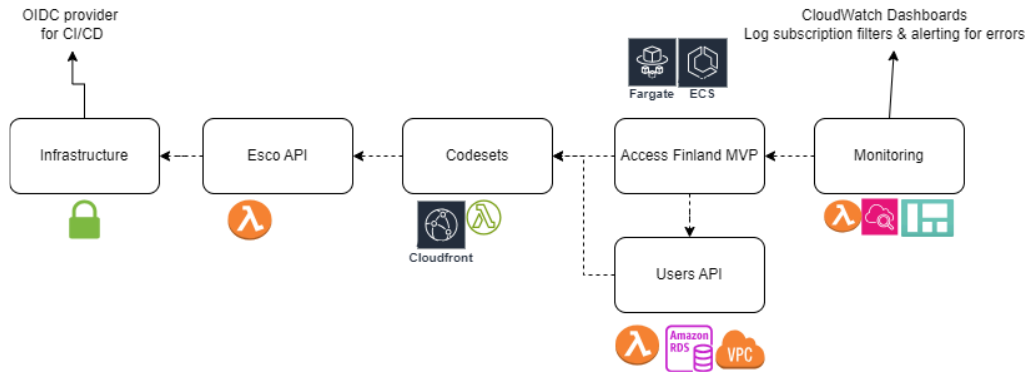 OIDC provider
for CI/CD
CloudWatch Dashboards
Log subscription filters & alerting for errors
Fargate
ECS
Infrastructure
Esco API
Codesets
Access Finland MVP
Monitoring
Cloudfront
Users API
Amazon
RDS
VPC